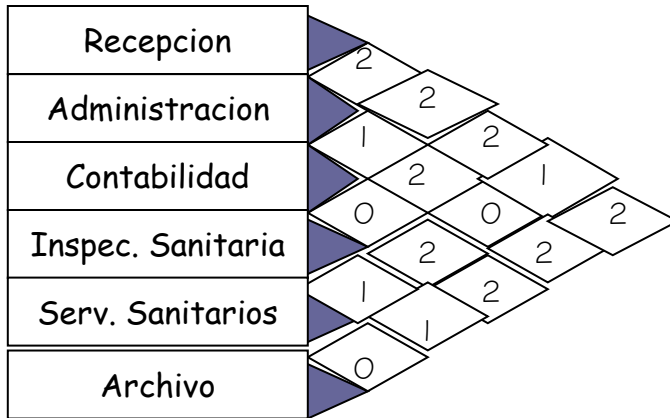 Recepcion
2
2
Administracion
1
2
1
Contabilidad
2
2
0
0
Inspec. Sanitaria
2
2
1
2
Serv. Sanitarios
1
0
Archivo